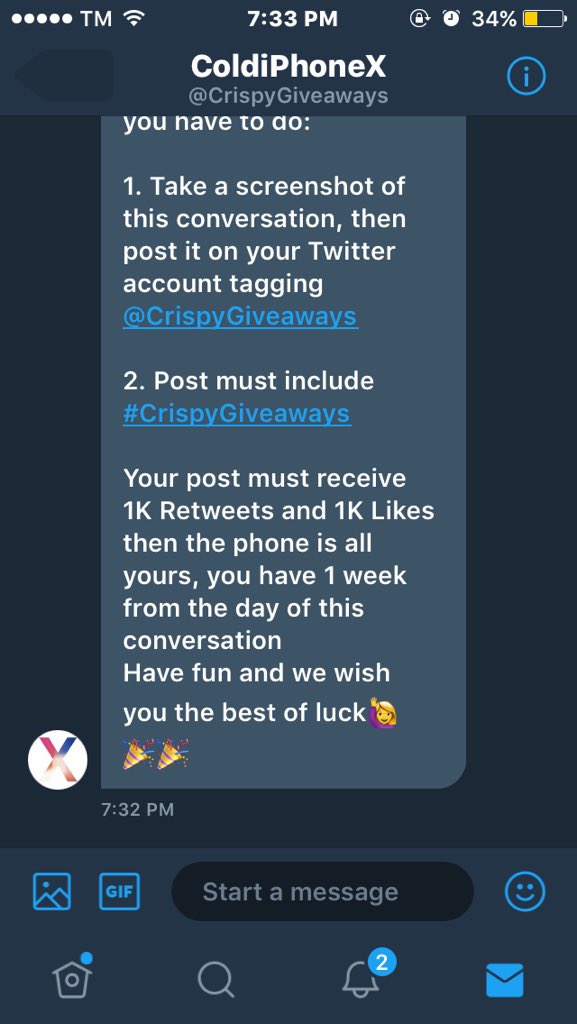 TM
7:33 PM
34%
ColdiPhoneX
@CrispyGiveaways
you have to do:
1. Take a screenshot of
this conversation, then
post it on your Twitter
account tagging
@CrispyGiveaways
2. Post must include
#CrispyGiveaways
Your post must receive
1K Retweets and 1K Likes
then the phone is all
yours, you have 1 week
from the day of this
conversation
Have fun and we wish
you the best of luck🙋
🎉🎉
X
7:32 PM
GIF
Start a message
2